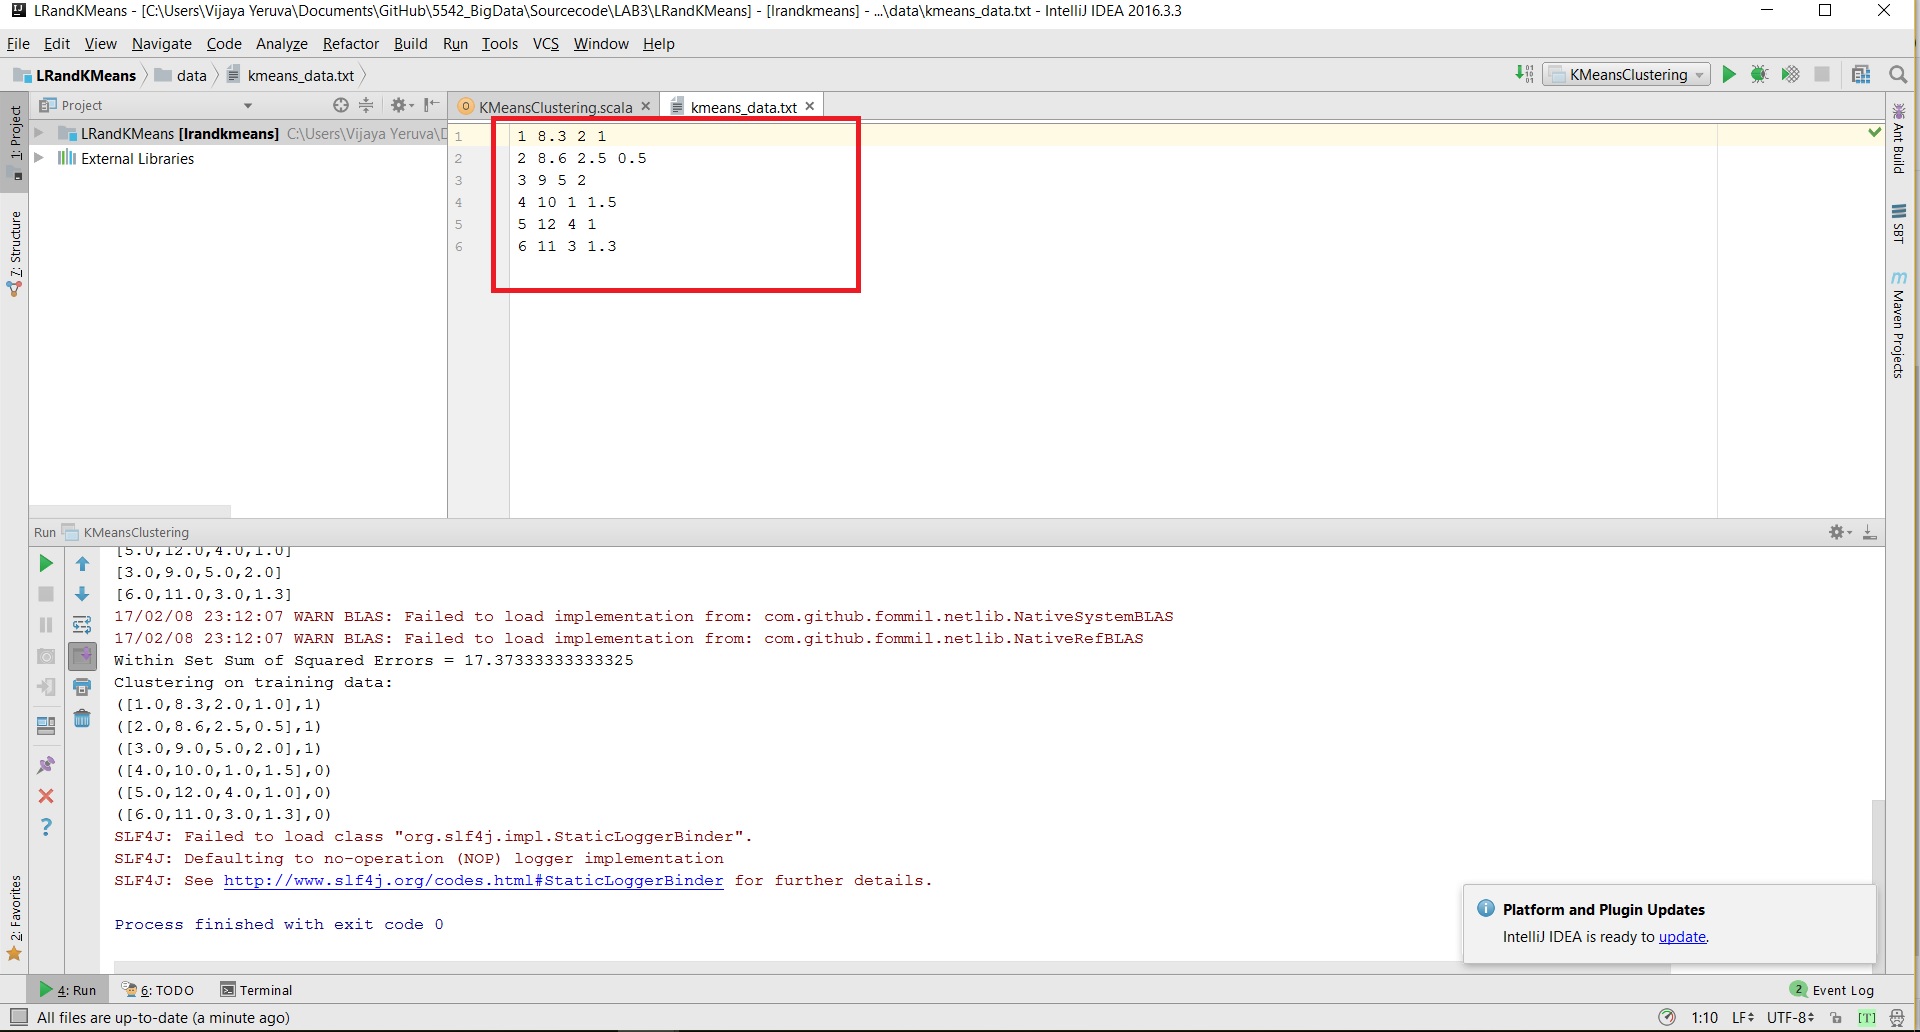 LRandKMeans - [C:\Users\Vijaya Yeruva\Documents\GitHub\5542_BigData\Sourcecode\LAB3\LRandKMeans] - [lrandkmeans] - ...\data\kmeans_data.txt - IntelliJ IDEA 2016.3.3
File Edit View Navigate Code Analyze Refactor Build Run Tools VCS Window Help
LRandKMeans data kmeans_data.txt KMeansClustering
Project KMeansClustering.scala kmeans_data.txt
LRandKMeans [lrandkmeans] C:\Users\Vijaya Yeruva\D
External Libraries
1: Project
7: Structure
2: Favorites
1 1 8.3 2 1
2 2 8.6 2.5 0.5
3 3 9 5 2
4 4 10 1 1.5
5 5 12 4 1
6 6 11 3 1.3
Ant Build
SBT
Maven Projects
Run KMeansClustering
[5.0,12.0,4.0,1.0]
[3.0,9.0,5.0,2.0]
[6.0,11.0,3.0,1.3]
17/02/08 23:12:07 WARN BLAS: Failed to load implementation from: com.github.fommil.netlib.NativeSystemBLAS
17/02/08 23:12:07 WARN BLAS: Failed to load implementation from: com.github.fommil.netlib.NativeRefBLAS
Within Set Sum of Squared Errors = 17.37333333333325
Clustering on training data:
([1.0,8.3,2.0,1.0],1)
([2.0,8.6,2.5,0.5],1)
([3.0,9.0,5.0,2.0],1)
([4.0,10.0,1.0,1.5],0)
([5.0,12.0,4.0,1.0],0)
([6.0,11.0,3.0,1.3],0)
SLF4J: Failed to load class "org.slf4j.impl.StaticLoggerBinder".
SLF4J: Defaulting to no-operation (NOP) logger implementation
SLF4J: See http://www.slf4j.org/codes.html#StaticLoggerBinder for further details.
Process finished with exit code 0
Platform and Plugin Updates
IntelliJ IDEA is ready to update.
4: Run 6: TODO Terminal 2 Event Log
All files are up-to-date (a minute ago) 1:10 LF UTF-8 [T]